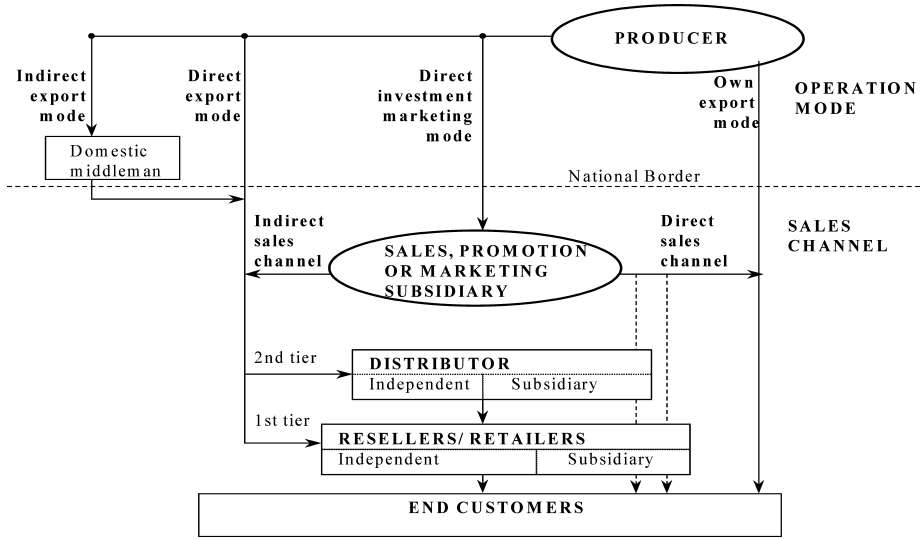 PRODUCER
Indirect
export
mode
Direct
export
mode
Direct
investment
marketing
mode
Own
export
mode
OPERATION
MODE
Domestic
middleman
National Border
Indirect
sales
channel
SALES, PROMOTION
OR MARKETING
SUBSIDIARY
Direct
sales
channel
SALES
CHANNEL
2nd tier
DISTRIBUTOR
Independent
Subsidiary
1st tier
RESELLERS/ RETAILERS
Independent
Subsidiary
END CUSTOMERS